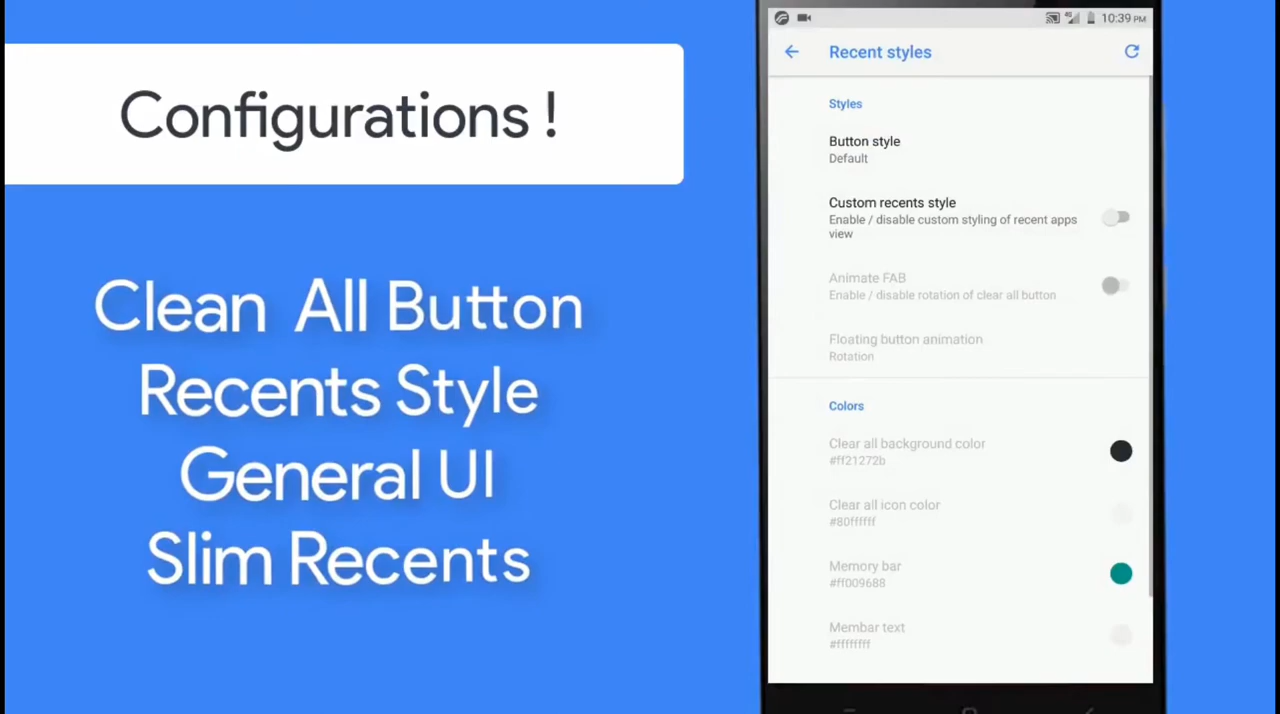 Configurations !
Clean All Button
Recents Style
General UI
Slim Recents
4G
10:39 PM
Recent styles
Styles
Button style
Default
Custom recents style
Enable / disable custom styling of recent apps
view
Animate FAB
Enable / disable rotation of clear all button
Floating button animation
Rotation
Colors
Clear all background color
#ff21272b
Clear all icon color
#80ffffff
Memory bar
#ff009688
Membar text
#ffffffff